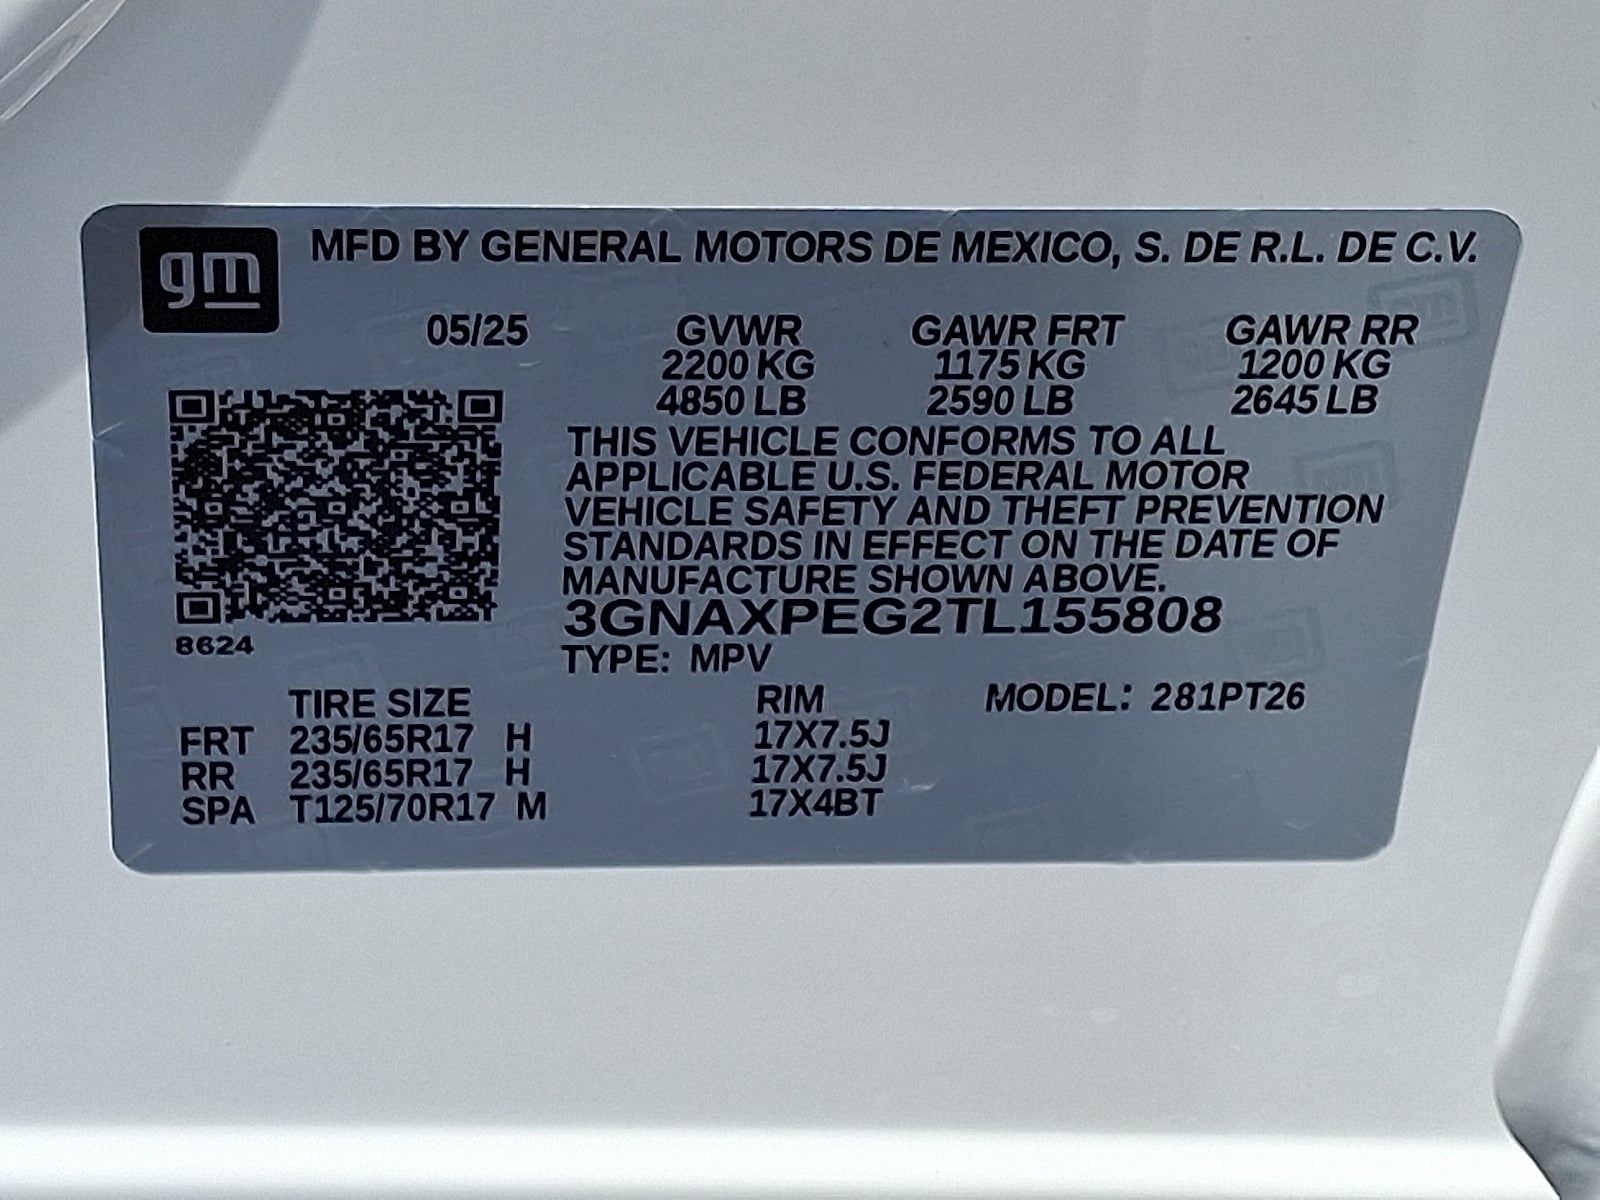 gm
MFD BY GENERAL MOTORS DE MEXICO, S. DE R.L. DE C.V.
05/25 GVWR GAWR FRT GAWR RR
2200 KG 1175 KG 1200 KG
4850 LB 2590 LB 2645 LB
THIS VEHICLE CONFORMS TO ALL
APPLICABLE U.S. FEDERAL MOTOR
VEHICLE SAFETY AND THEFT PREVENTION
STANDARDS IN EFFECT ON THE DATE OF
MANUFACTURE SHOWN ABOVE.
3GNAXPEG2TL155808
8624
TYPE: MPV
TIRE SIZE RIM MODEL: 281PT26
FRT 235/65R17 H 17X7.5J
RR 235/65R17 H 17X7.5J
SPA T125/70R17 M 17X4BT